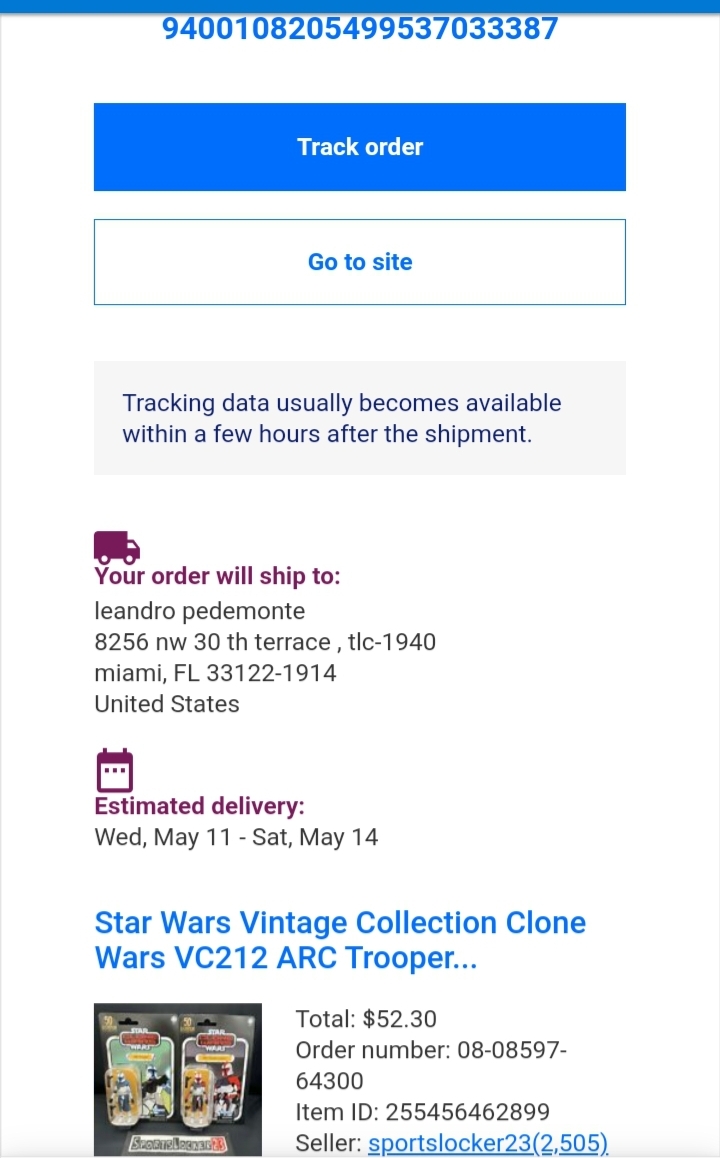 9400108205499537033387
Track order
Go to site
Tracking data usually becomes available
within a few hours after the shipment.
Your order will ship to:
leandro pedemonte
8256 nw 30 th terrace , tlc-1940
miami, FL 33122-1914
United States
Estimated delivery:
Wed, May 11 - Sat, May 14
Star Wars Vintage Collection Clone
Wars VC212 ARC Trooper...
STAR
WARS
STAR
WARS
SPORTSLOCKER23
Total: $52.30
Order number: 08-08597-
64300
Item ID: 255456462899
Seller: sportslocker23(2,505)